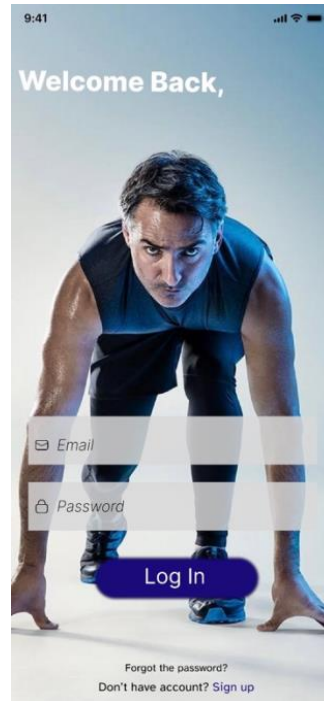 9:41
Welcome Back,
Email
Password
Log In
Forgot the password?
Don't have account? Sign up